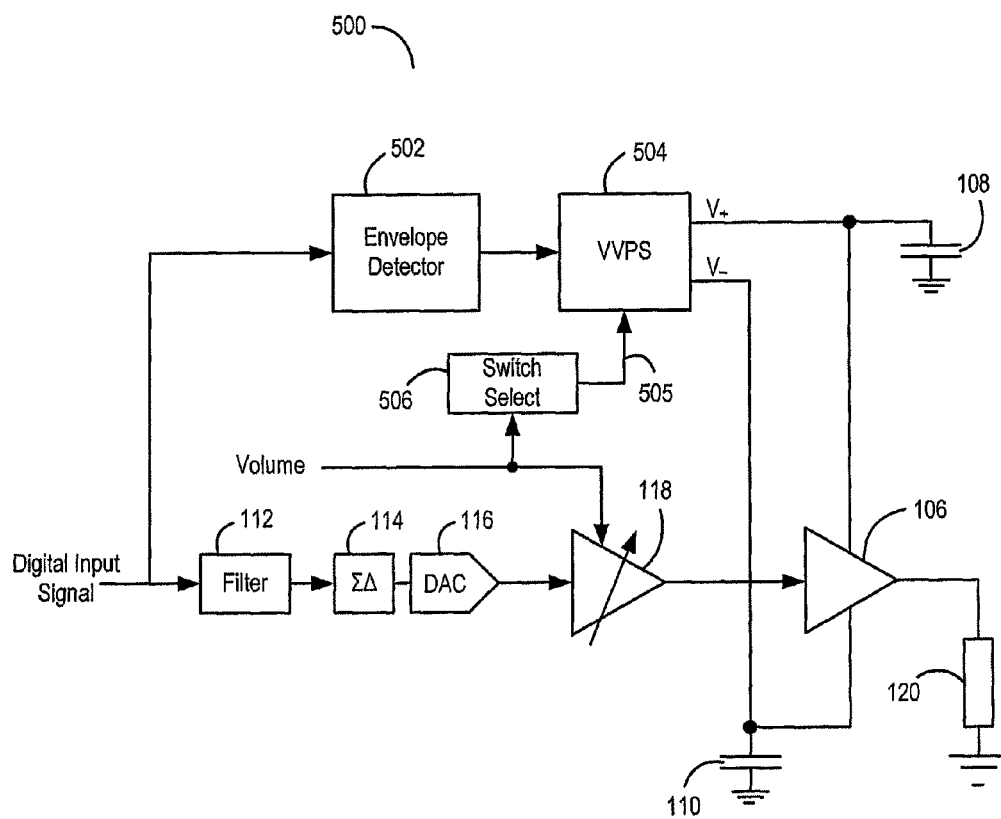 500
502
504
108
Envelope
Detector
VVPS
V+
V–
506
Switch
Select
505
Volume
112
114
116
118
106
Digital Input
Signal
Filter
ΣΔ
DAC
120
110